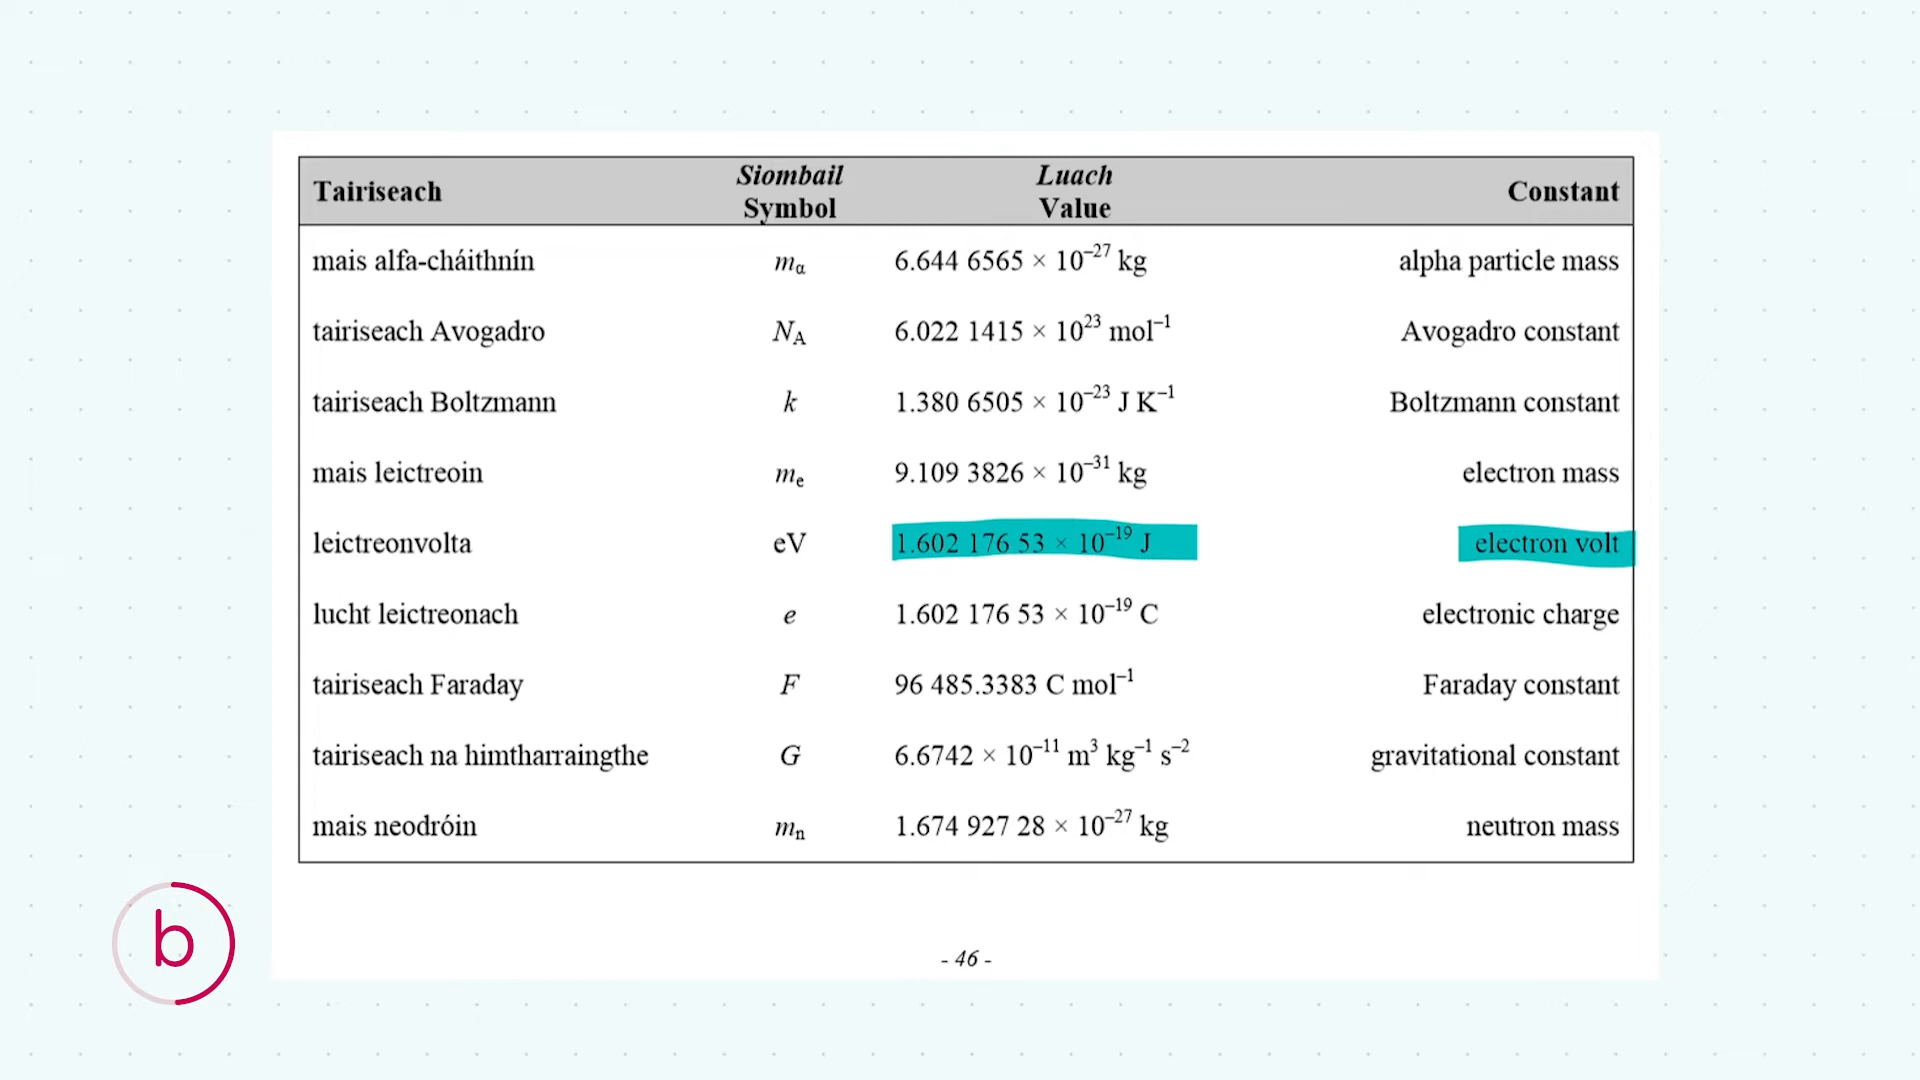 Tairiseach Siombail Symbol Luach Value Constant
mais alfa-cháithnín mα 6.644 6565 × 10⁻²⁷ kg alpha particle mass
tairiseach Avogadro NA 6.022 1415 × 10²³ mol⁻¹ Avogadro constant
tairiseach Boltzmann k 1.380 6505 × 10⁻²³ J K⁻¹ Boltzmann constant
mais leictreoin me 9.109 3826 × 10⁻³¹ kg electron mass
leictreonvolta eV 1.602 176 53 × 10⁻¹⁹ J electron volt
lucht leictreonach e 1.602 176 53 × 10⁻¹⁹ C electronic charge
tairiseach Faraday F 96 485.3383 C mol⁻¹ Faraday constant
tairiseach na himtharraingthe G 6.6742 × 10⁻¹¹ m³ kg⁻¹ s⁻² gravitational constant
mais neodróin mn 1.674 927 28 × 10⁻²⁷ kg neutron mass
b
- 46 -